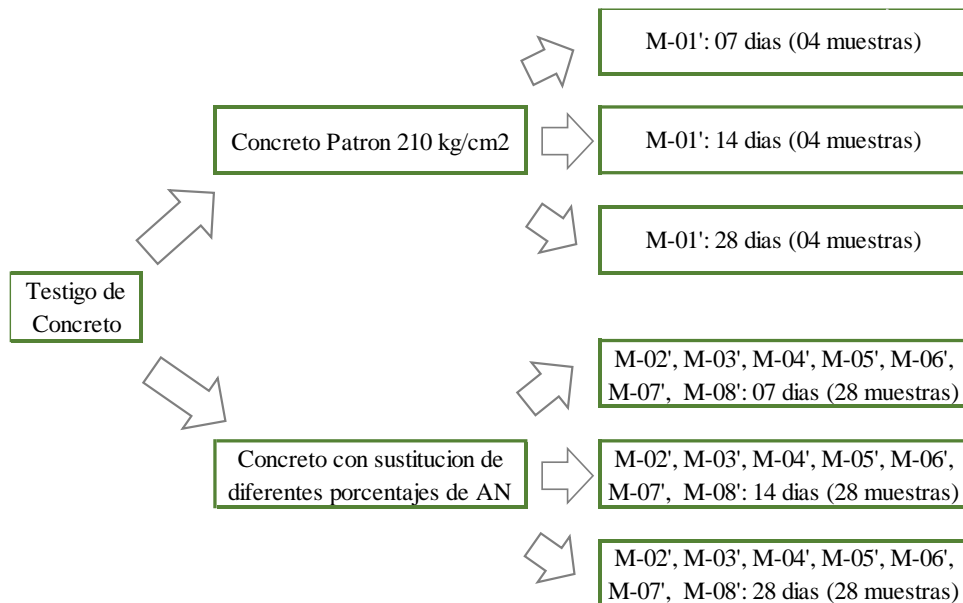 Testigo de
Concreto
Concreto Patron 210 kg/cm2
M-01': 07 dias (04 muestras)
M-01': 14 dias (04 muestras)
M-01': 28 dias (04 muestras)
Concreto con sustitucion de
diferentes porcentajes de AN
M-02', M-03', M-04', M-05', M-06',
M-07',  M-08': 07 dias (28 muestras)
M-02', M-03', M-04', M-05', M-06',
M-07',  M-08': 14 dias (28 muestras)
M-02', M-03', M-04', M-05', M-06',
M-07',  M-08': 28 dias (28 muestras)